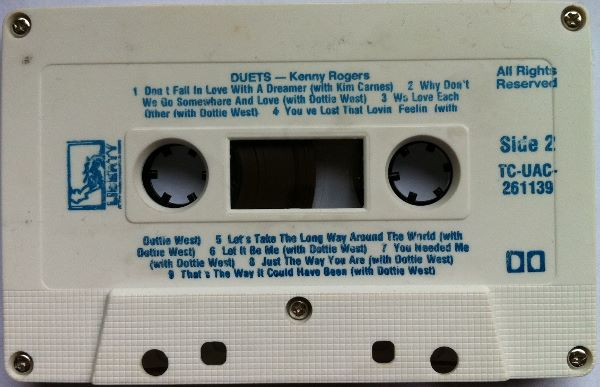 DUETS — Kenny Rogers
1 Don't Fall In Love With A Dreamer (with Kim Carnes) 2 Why Don't
We Go Somewhere And Love (with Dottie West) 3 We Love Each
Other (with Dottie West) 4 You've Lost That Lovin' Feelin' (with
All Rights
Reserved
LIBERTY
Side 2
TC-UAC-
261139
Dottie West) 5 Let's Take The Long Way Around The World (with
Dottie West) 6 Let It Be Me (with Dottie West) 7 You Needed Me
(with Dottie West) 8 Just The Way You Are (with Dottie West)
9 That's The Way It Could Have Been (with Dottie West)